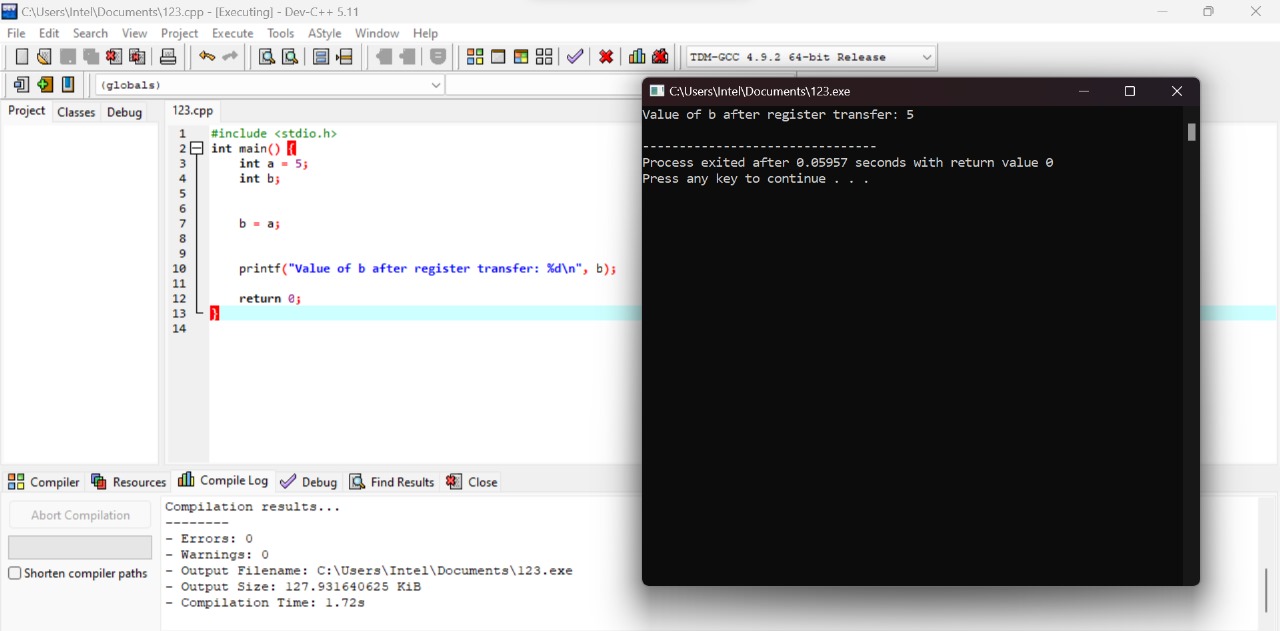 C:\Users\Intel\Documents\123.cpp - [Executing] - Dev-C++ 5.11
File Edit Search View Project Execute Tools AStyle Window Help
TDM-GCC 4.9.2 64-bit Release
(globals)
Project Classes Debug
123.cpp
1 #include <stdio.h>
2 int main() {
3 int a = 5;
4 int b;
5
6
7 b = a;
8
9
10 printf("Value of b after register transfer: %d\n", b);
11
12 return 0;
13 }
14
C:\Users\Intel\Documents\123.exe
Value of b after register transfer: 5
--------------------------------
Process exited after 0.05957 seconds with return value 0
Press any key to continue . . .
Compiler Resources Compile Log Debug Find Results Close
Abort Compilation
Shorten compiler paths
Compilation results...
--------
- Errors: 0
- Warnings: 0
- Output Filename: C:\Users\Intel\Documents\123.exe
- Output Size: 127.931640625 KiB
- Compilation Time: 1.72s